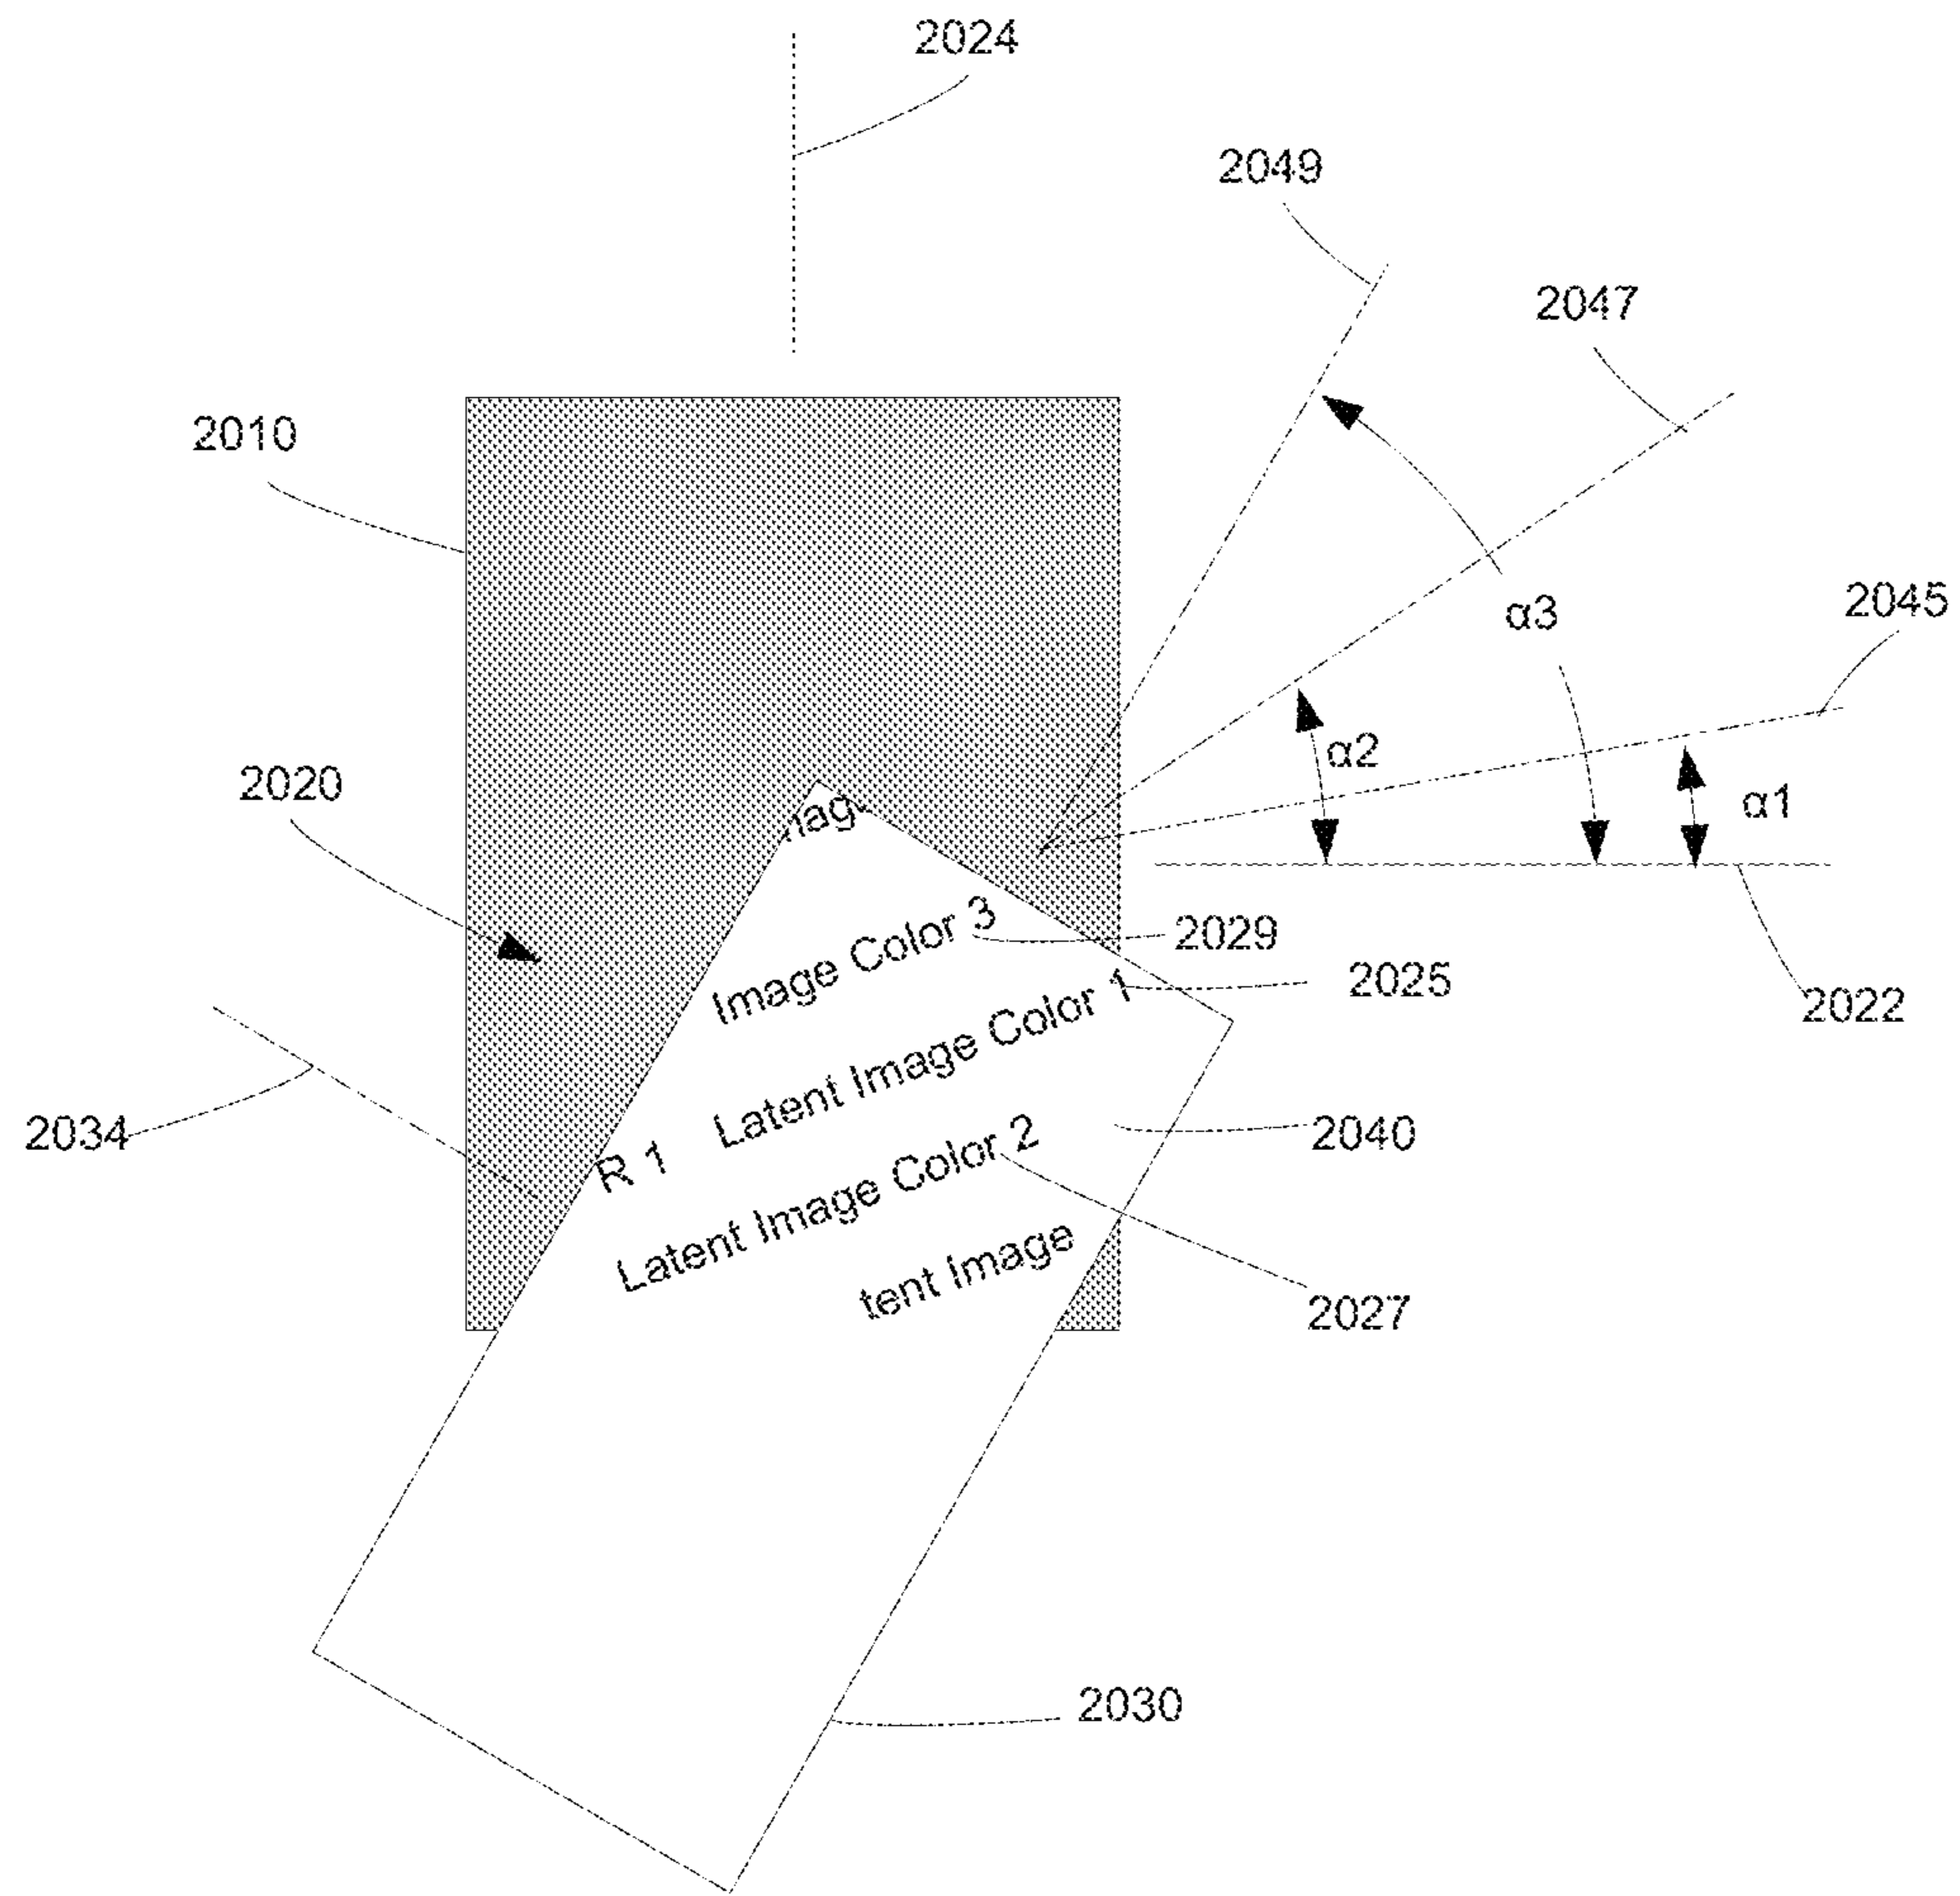 2024
2049
2047
2010
α3
2045
α2
2020
α1
Image Color 3
2029
2025
Latent Image Color 1
2022
2034
R 1
2040
Latent Image Color 2
tent Image
2027
2030